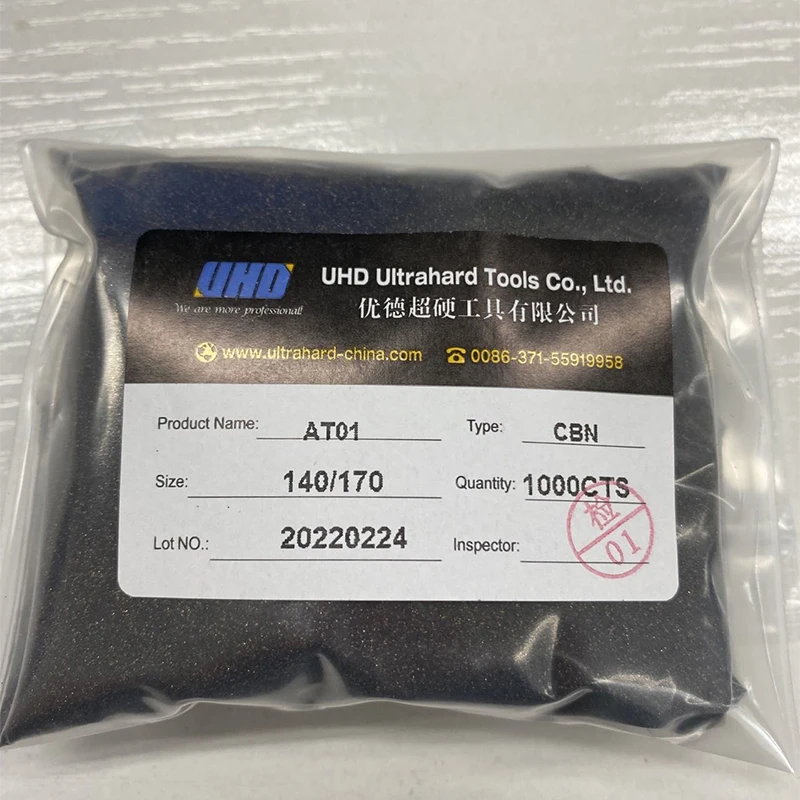 UHD
We are more professional!
UHD Ultrahard Tools Co., Ltd.
优德超硬工具有限公司
www.ultrahard-china.com 0086-371-55919958
Product Name: AT01 Type: CBN
Size: 140/170 Quantity: 1000CTS
Lot NO.: 20220224 Inspector:
检
01